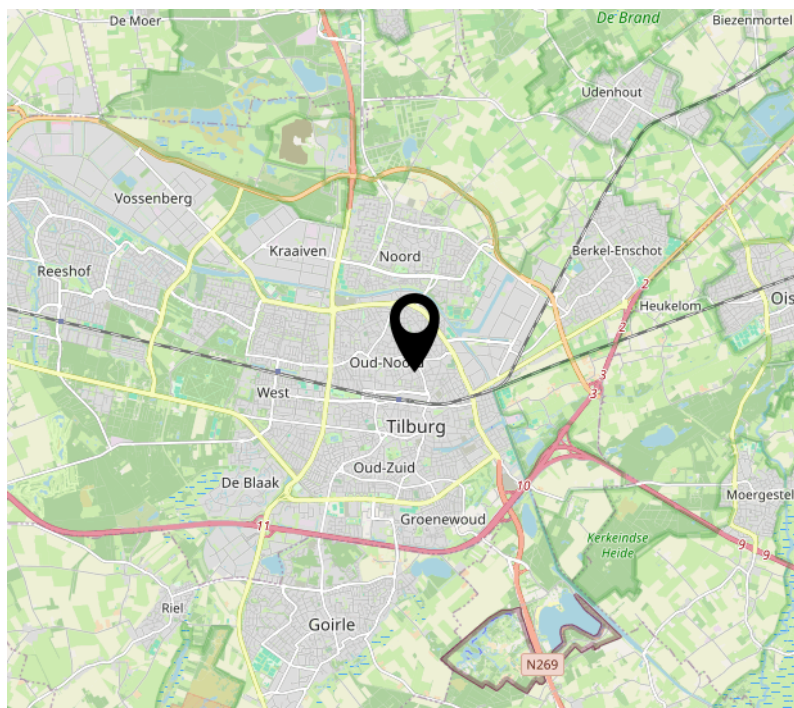 De Moer
De Brand
Biezenmortel
Udenhout
Vossenberg
Kraaiven
Noord
Berkel-Enschot
Reeshof
2
Heukelom
Ois
2
Oud-Noord
3
West
3
Tilburg
Oud-Zuid
De Blaak
10
Moergestel
11
Groenewoud
Kerkeindse
Heide
9
9
Riel
Goirle
N269